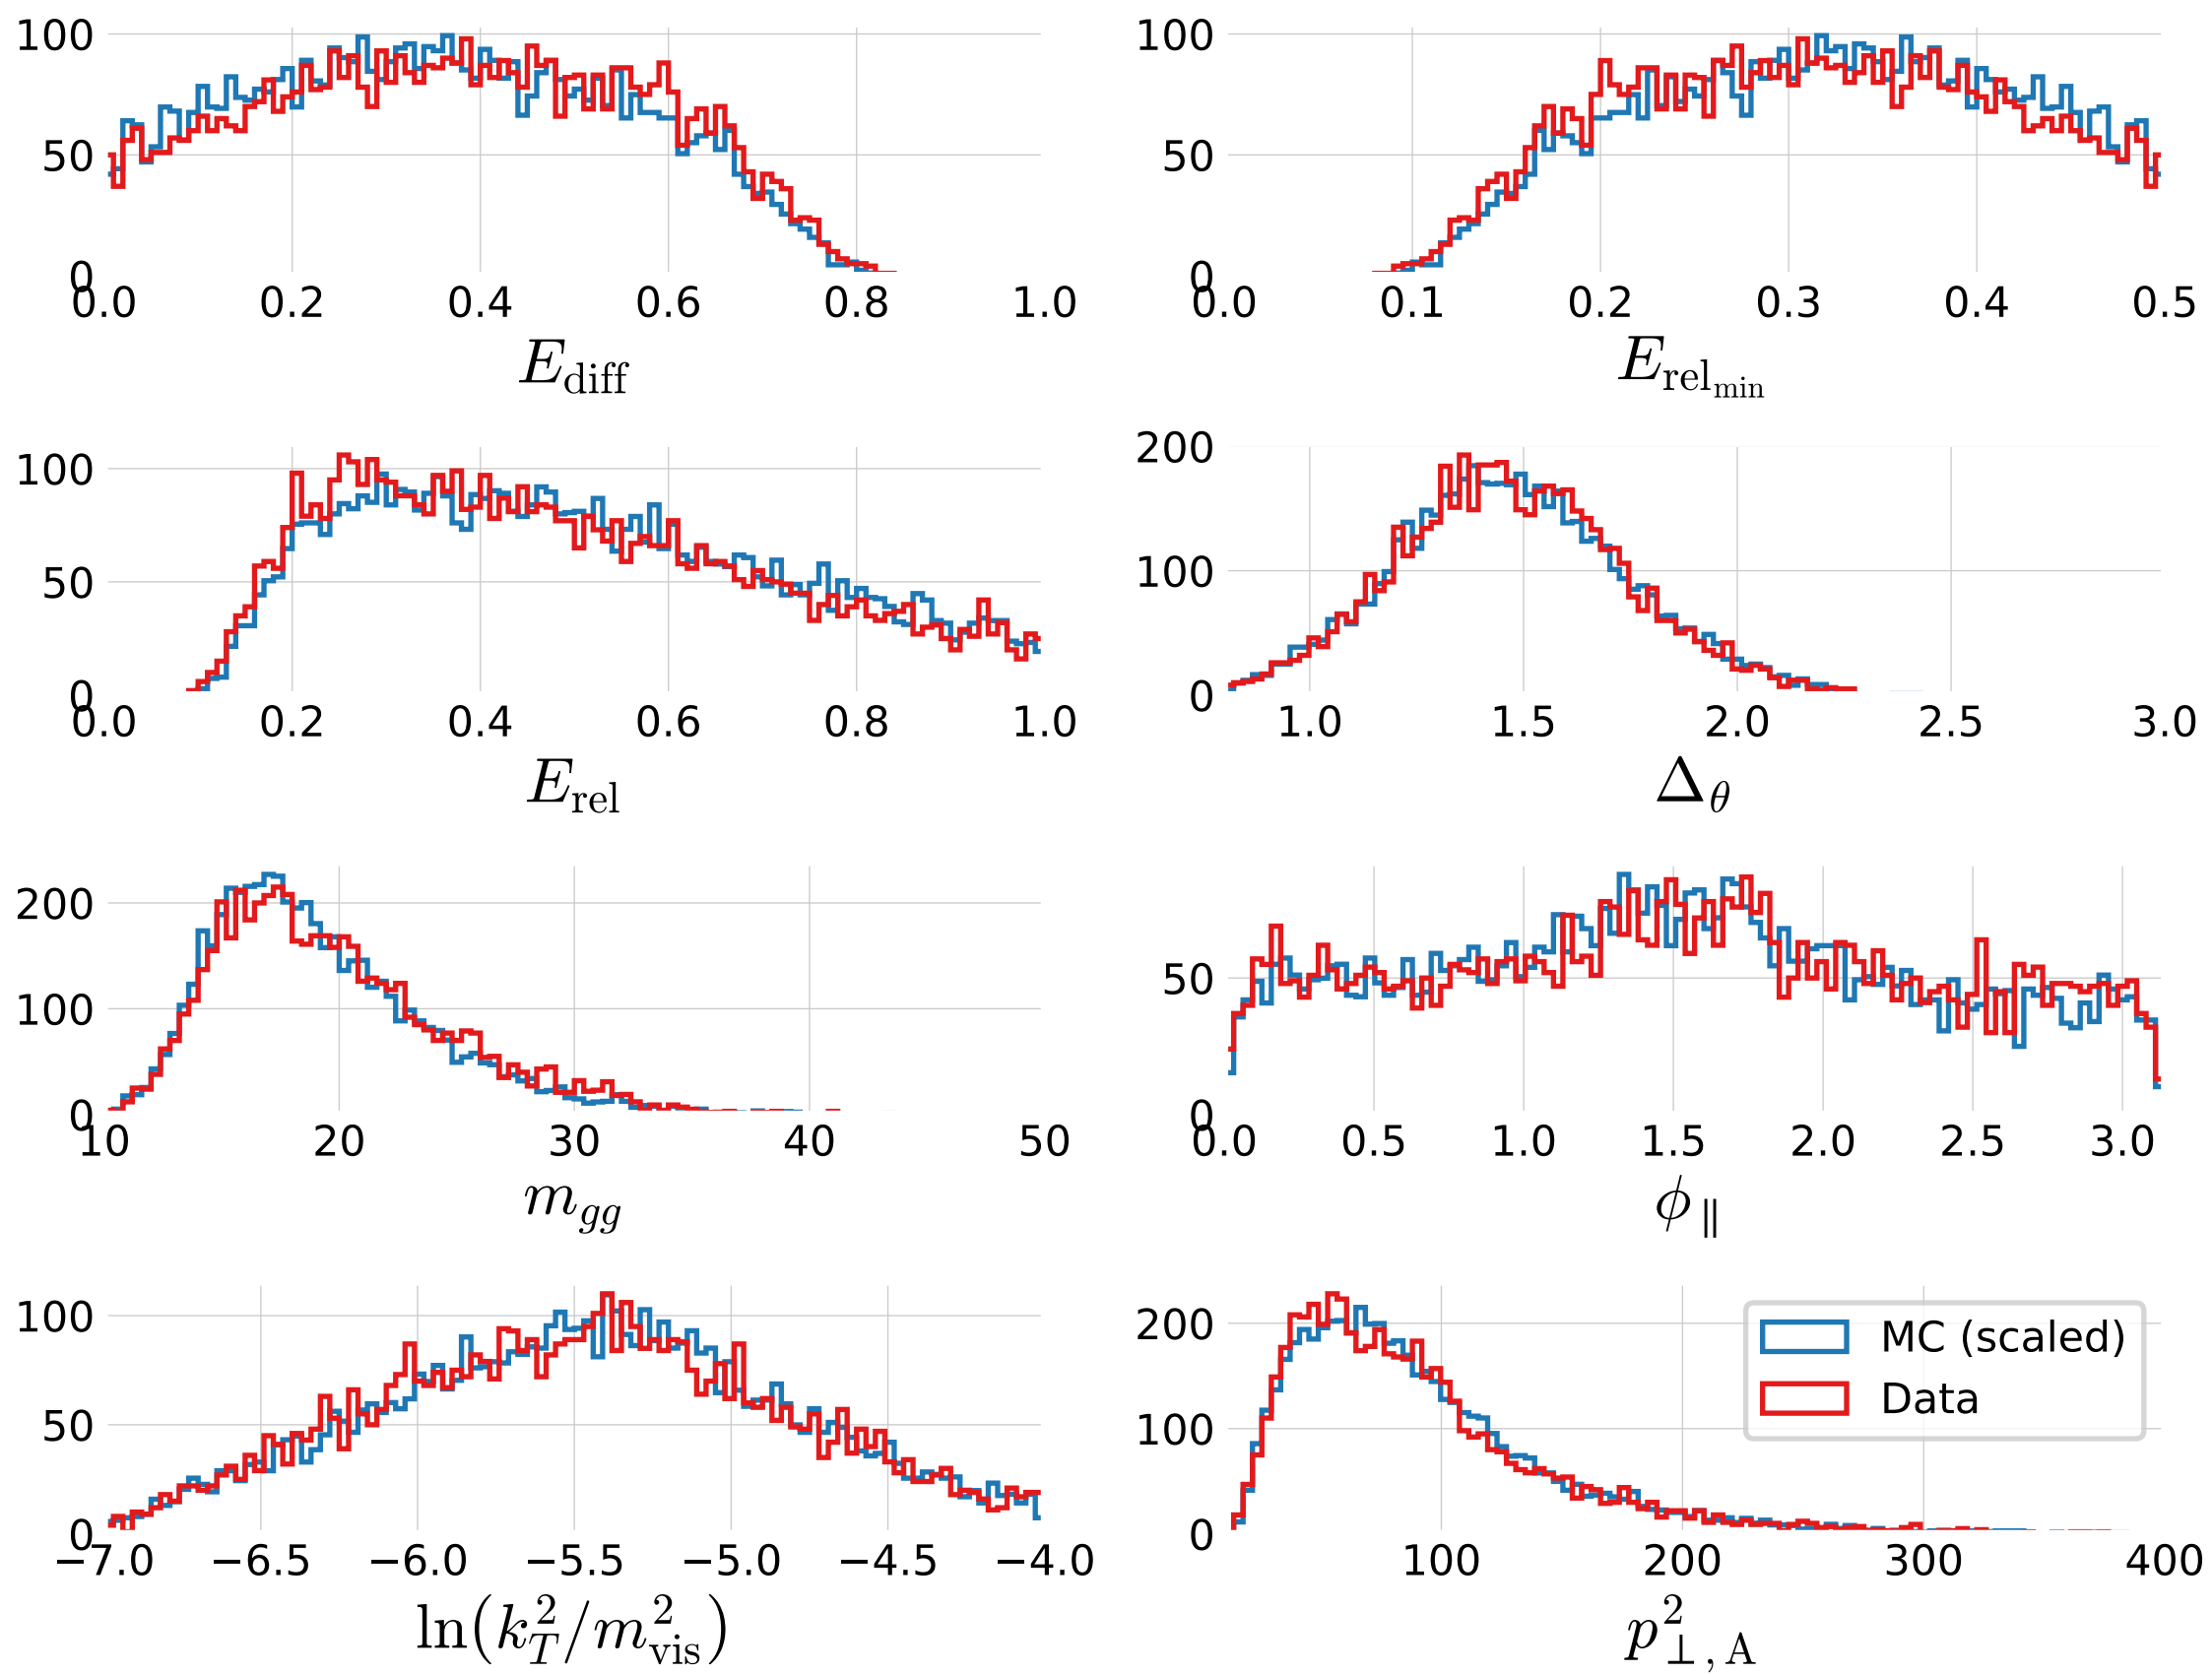 100
50
0
0.0 0.2 0.4 0.6 0.8 1.0
E_diff
100
50
0
0.0 0.1 0.2 0.3 0.4 0.5
E_rel_min
100
50
0
0.0 0.2 0.4 0.6 0.8 1.0
E_rel
200
100
0
1.0 1.5 2.0 2.5 3.0
Δ_θ
200
100
0
10 20 30 40 50
m_gg
50
0
0.0 0.5 1.0 1.5 2.0 2.5 3.0
ϕ_∥
100
50
0
−7.0 −6.5 −6.0 −5.5 −5.0 −4.5 −4.0
ln(k_T^2/m_vis^2)
200
100
0
100 200 300 400
p_⊥,A^2
MC (scaled)
Data